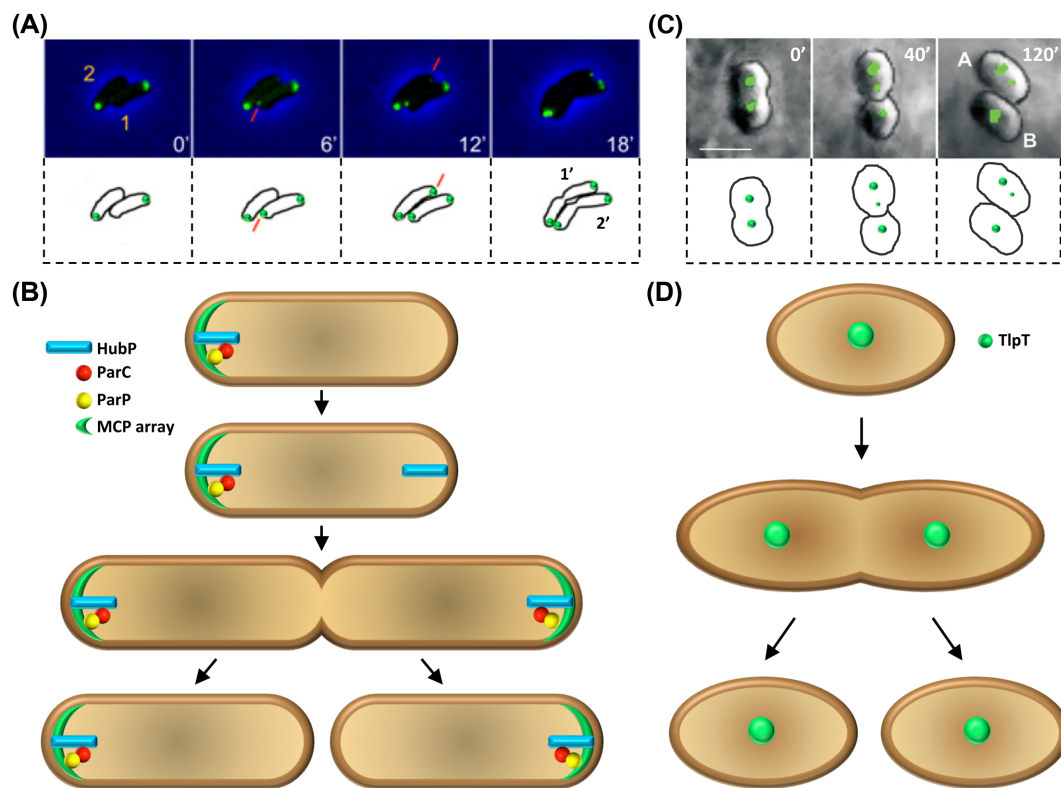 (A)
2
1
0'
6'
12'
18'
1'
2'
(C)
0'
40'
120'
A
B
(B)
HubP
ParC
ParP
MCP array
(D)
TlpT